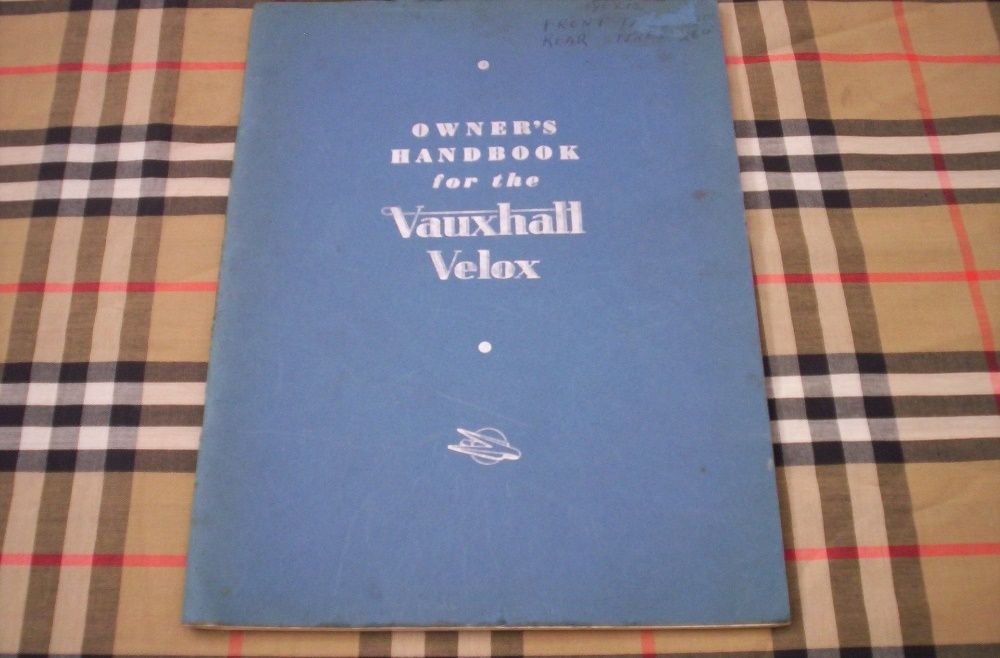 FRONT
REAR
OWNER'S
HANDBOOK
for the
Vauxhall
Velox